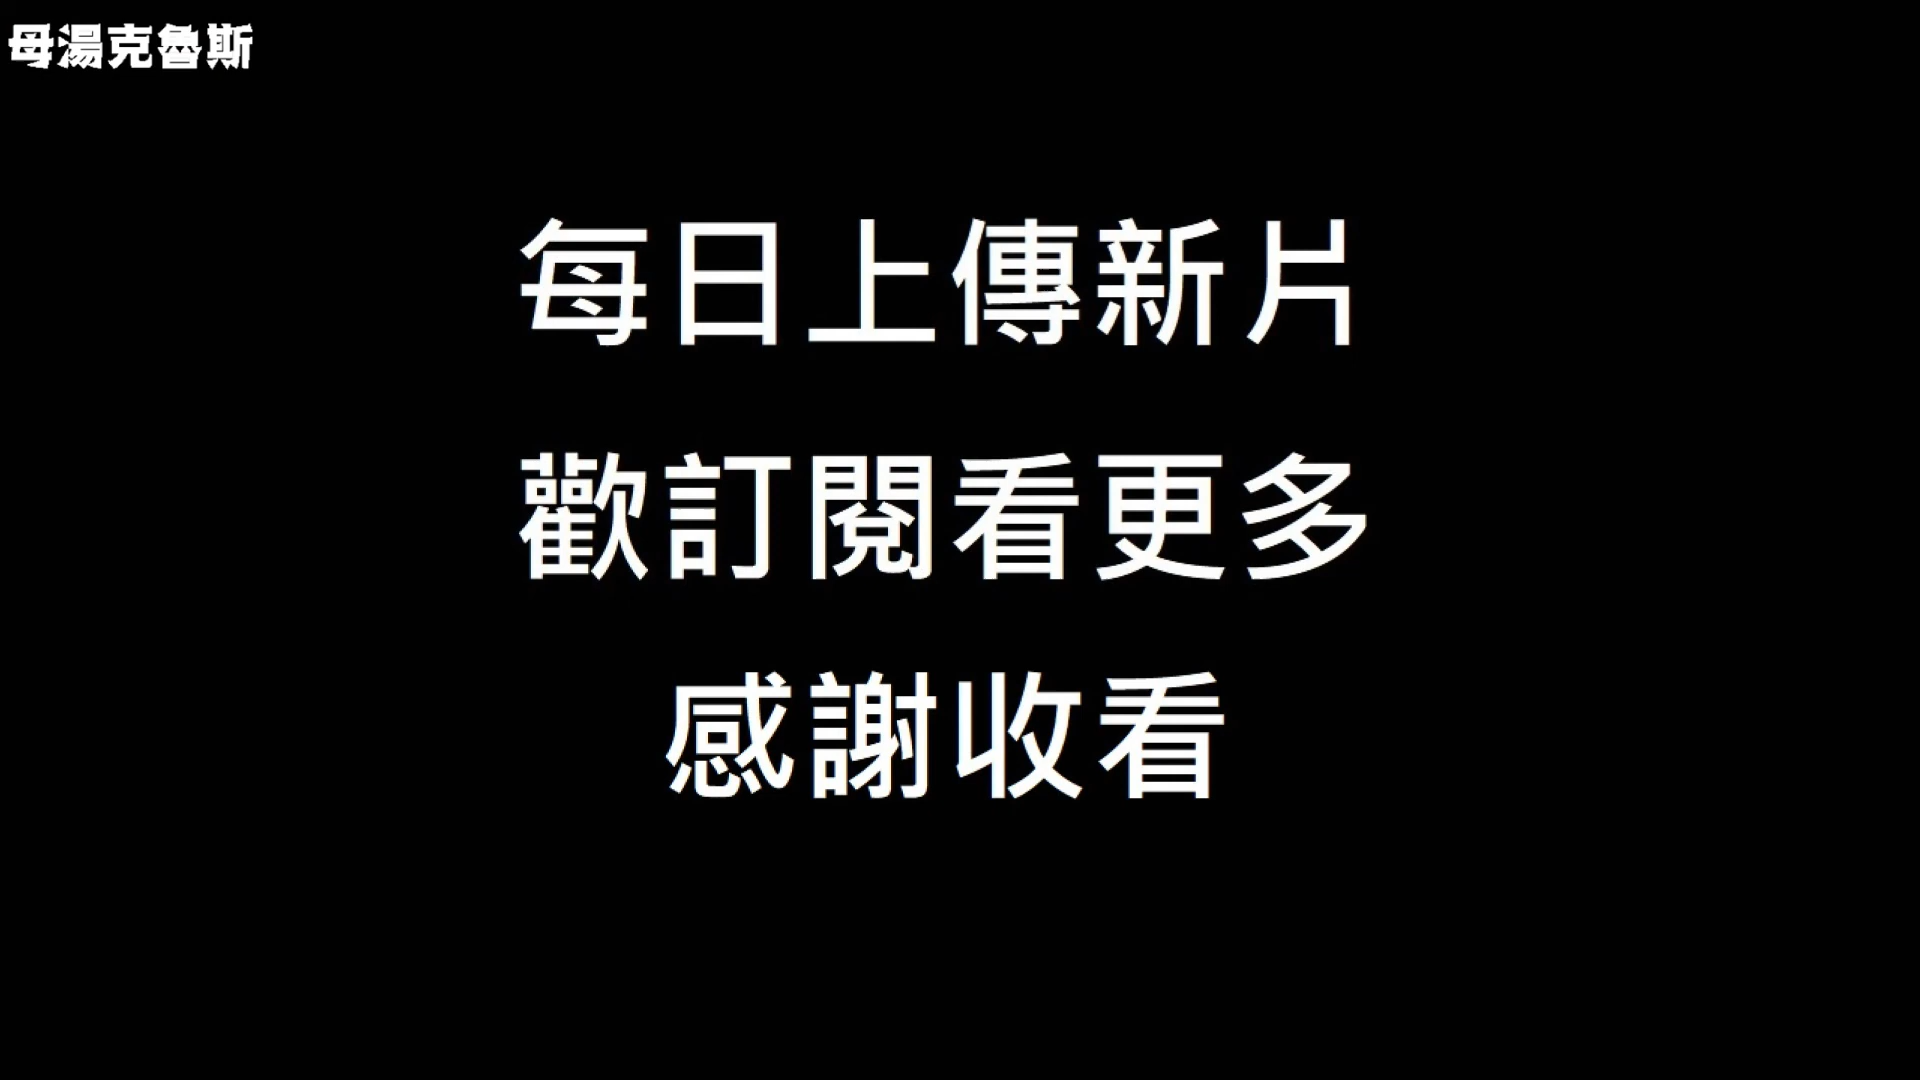 母湯克魯斯
每日上傳新片
歡訂閱看更多
感謝收看